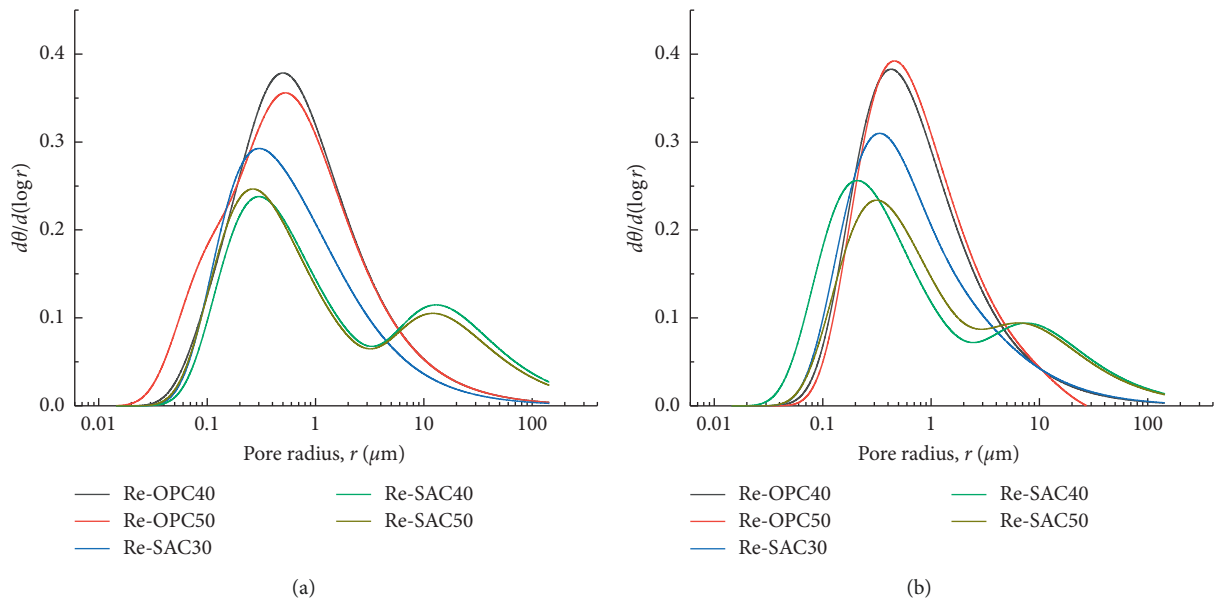 0.4
0.3
0.2
0.1
0.0
dθ/d(log r)
0.01 0.1 1 10 100
Pore radius, r (μm)
Re-OPC40
Re-OPC50
Re-SAC30
Re-SAC40
Re-SAC50
(a)
0.4
0.3
0.2
0.1
0.0
dθ/d(log r)
0.01 0.1 1 10 100
Pore radius, r (μm)
Re-OPC40
Re-OPC50
Re-SAC30
Re-SAC40
Re-SAC50
(b)